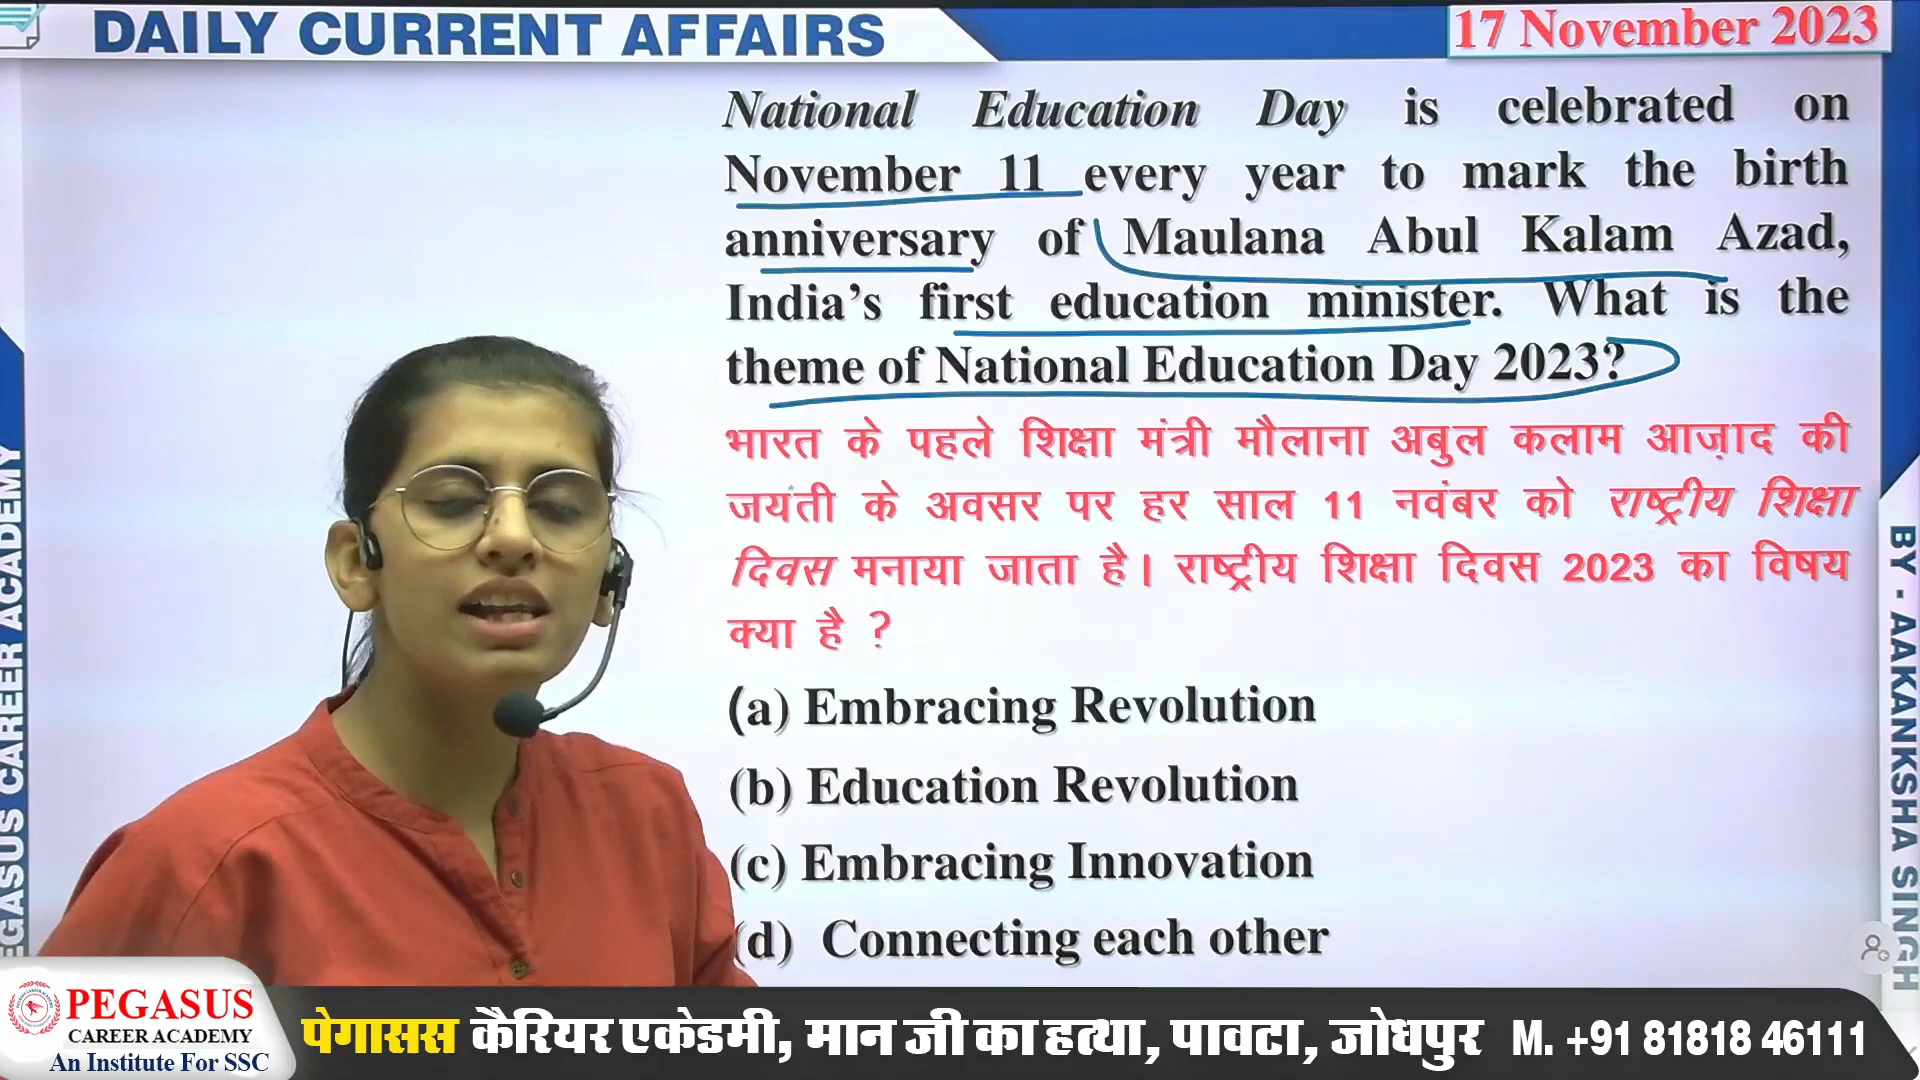 DAILY CURRENT AFFAIRS
17 November 2023
National Education Day is celebrated on
November 11 every year to mark the birth
anniversary of Maulana Abul Kalam Azad,
India’s first education minister. What is the
theme of National Education Day 2023?
भारत के पहले शिक्षा मंत्री मौलाना अबुल कलाम आज़ाद की
जयंती के अवसर पर हर साल 11 नवंबर को राष्ट्रीय शिक्षा
दिवस मनाया जाता है। राष्ट्रीय शिक्षा दिवस 2023 का विषय
क्या है ?
(a) Embracing Revolution
(b) Education Revolution
(c) Embracing Innovation
(d) Connecting each other
EGASUS CAREER ACADEMY
BY - AAKANKSHA SINGH
PEGASUS
CAREER ACADEMY
An Institute For SSC
पेगासस कैरियर एकेडमी, मान जी का हत्था, पावटा, जोधपुर M. +91 81818 46111